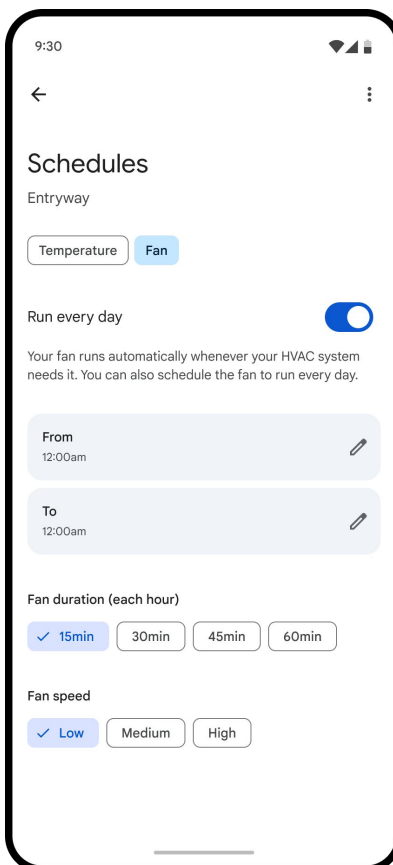 9:30
Schedules
Entryway
Temperature Fan
Run every day
Your fan runs automatically whenever your HVAC system
needs it. You can also schedule the fan to run every day.
From
12:00am
To
12:00am
Fan duration (each hour)
15min 30min 45min 60min
Fan speed
Low Medium High